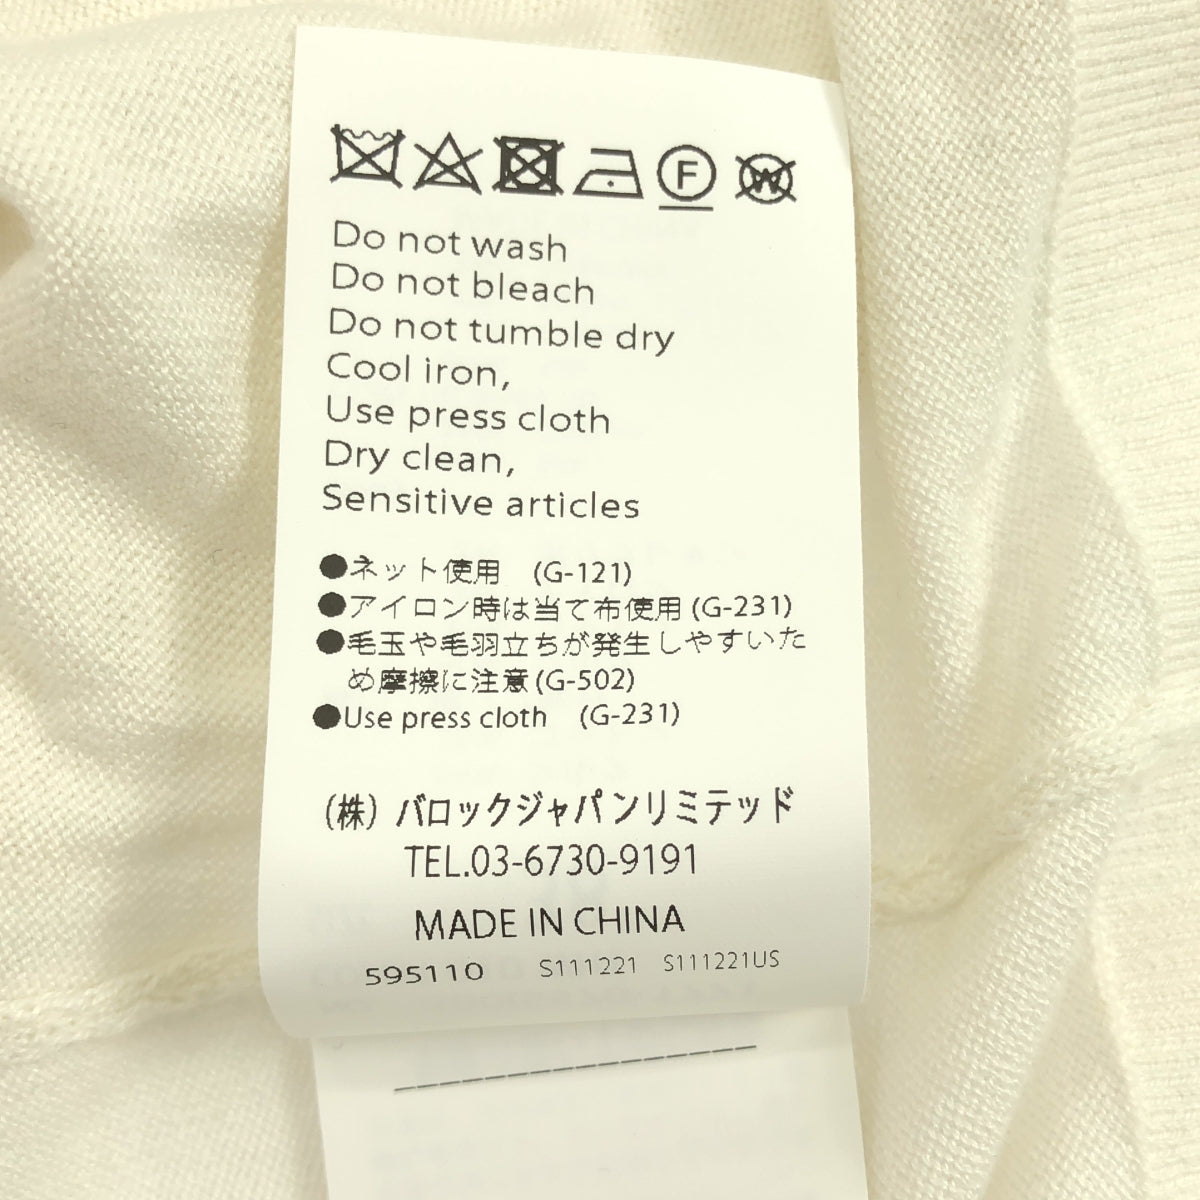 F W
Do not wash
Do not bleach
Do not tumble dry
Cool iron,
Use press cloth
Dry clean,
Sensitive articles
●ネット使用 (G-121)
●アイロン時は当て布使用 (G-231)
●毛玉や毛羽立ちが発生しやすいた
め摩擦に注意 (G-502)
●Use press cloth (G-231)
(株) バロックジャパンリミテッド
TEL.03-6730-9191
MADE IN CHINA
595110 S111221 S111221US